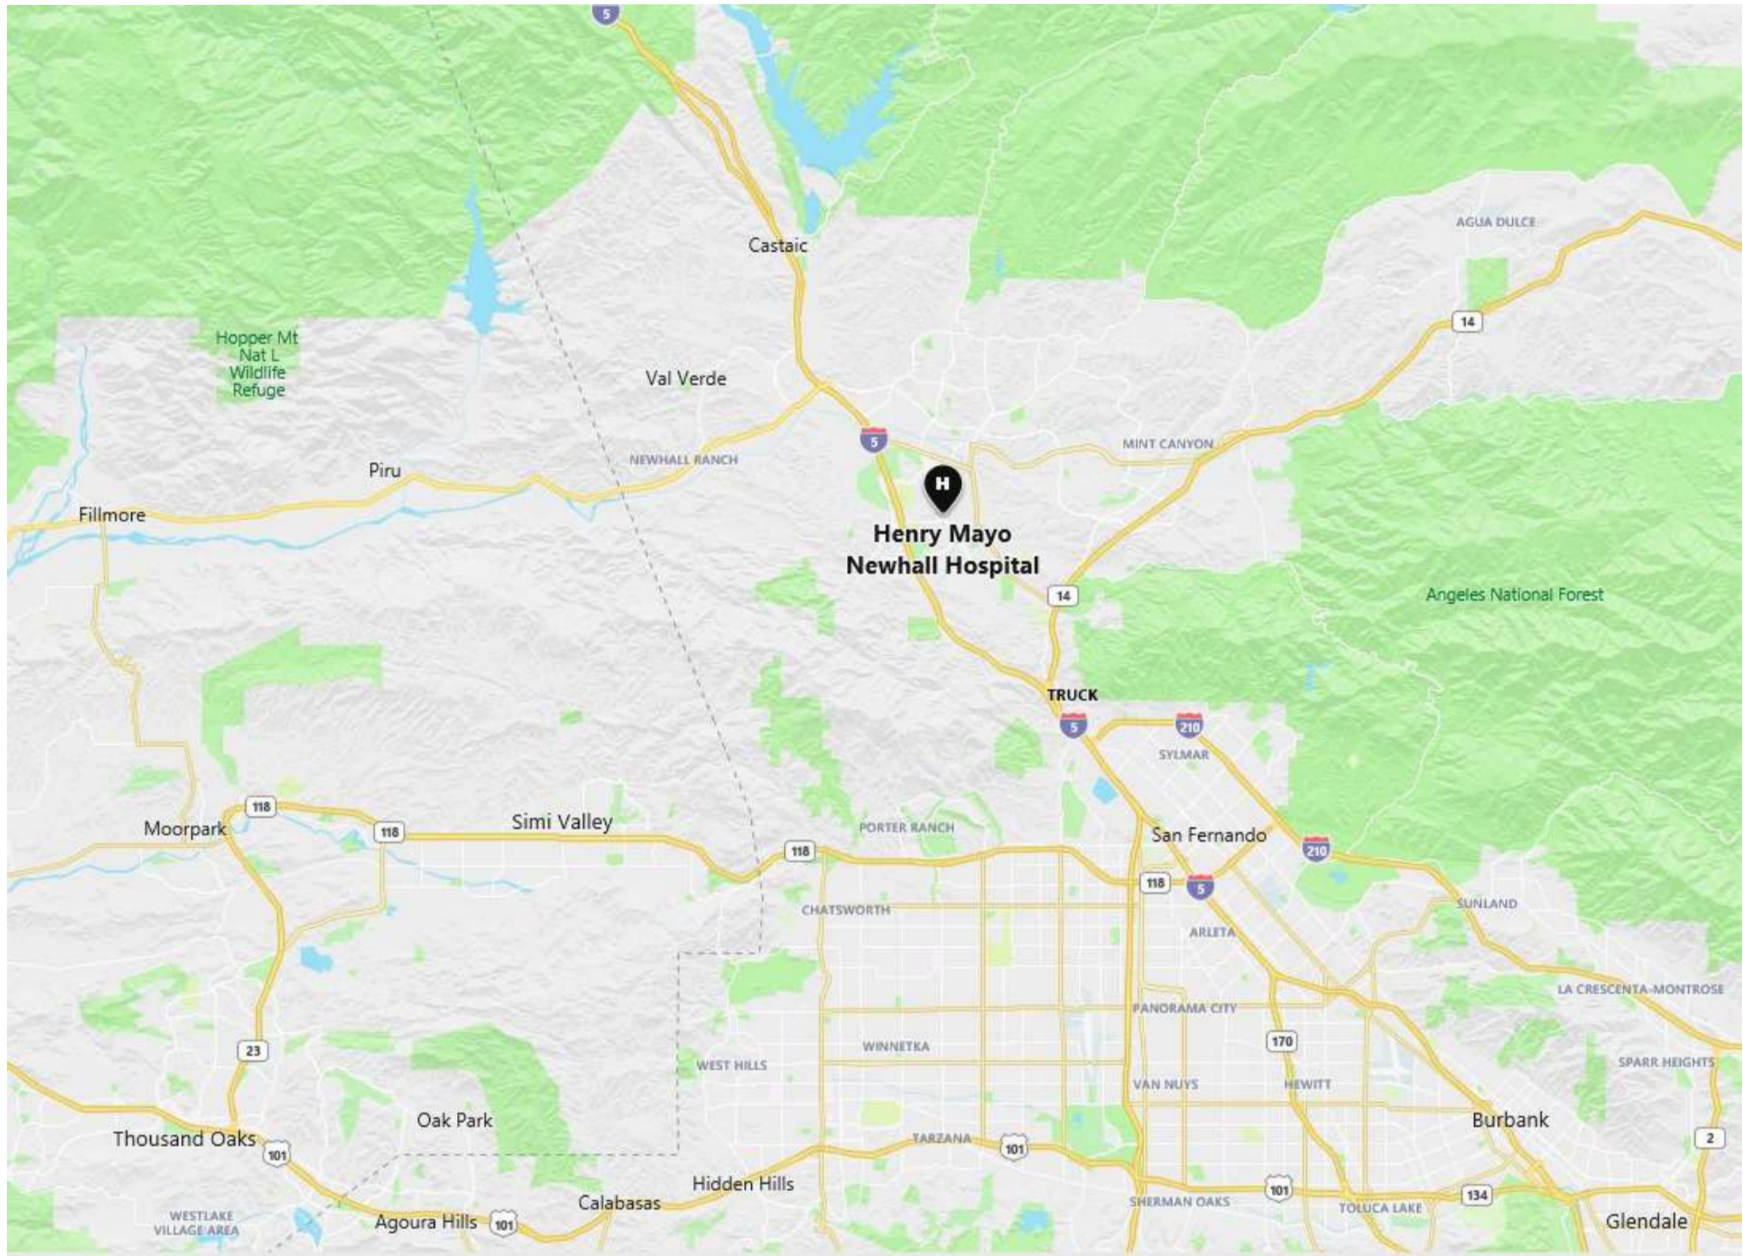 5
Castaic
AGUA DULCE
14
Hopper Mt
Nat L
Wildlife
Refuge
Val Verde
5
MINT CANYON
NEWHALL RANCH
Piru
H
Fillmore
Henry Mayo
Newhall Hospital
14
Angeles National Forest
TRUCK
5
210
SYLMAR
118
Moorpark
118
Simi Valley
PORTER RANCH
San Fernando
118
210
118
5
CHATSWORTH
SUNLAND
ARLETA
LA CRESCENTA-MONTROSE
PANORAMA CITY
23
WINNETKA
170
WEST HILLS
SPARR HEIGHTS
VAN NUYS
HEWITT
Oak Park
Burbank
Thousand Oaks
101
TARZANA
101
2
Hidden Hills
Calabasas
SHERMAN OAKS
101
134
TOLUCA LAKE
WESTLAKE
VILLAGE AREA
Agoura Hills
101
Glendale